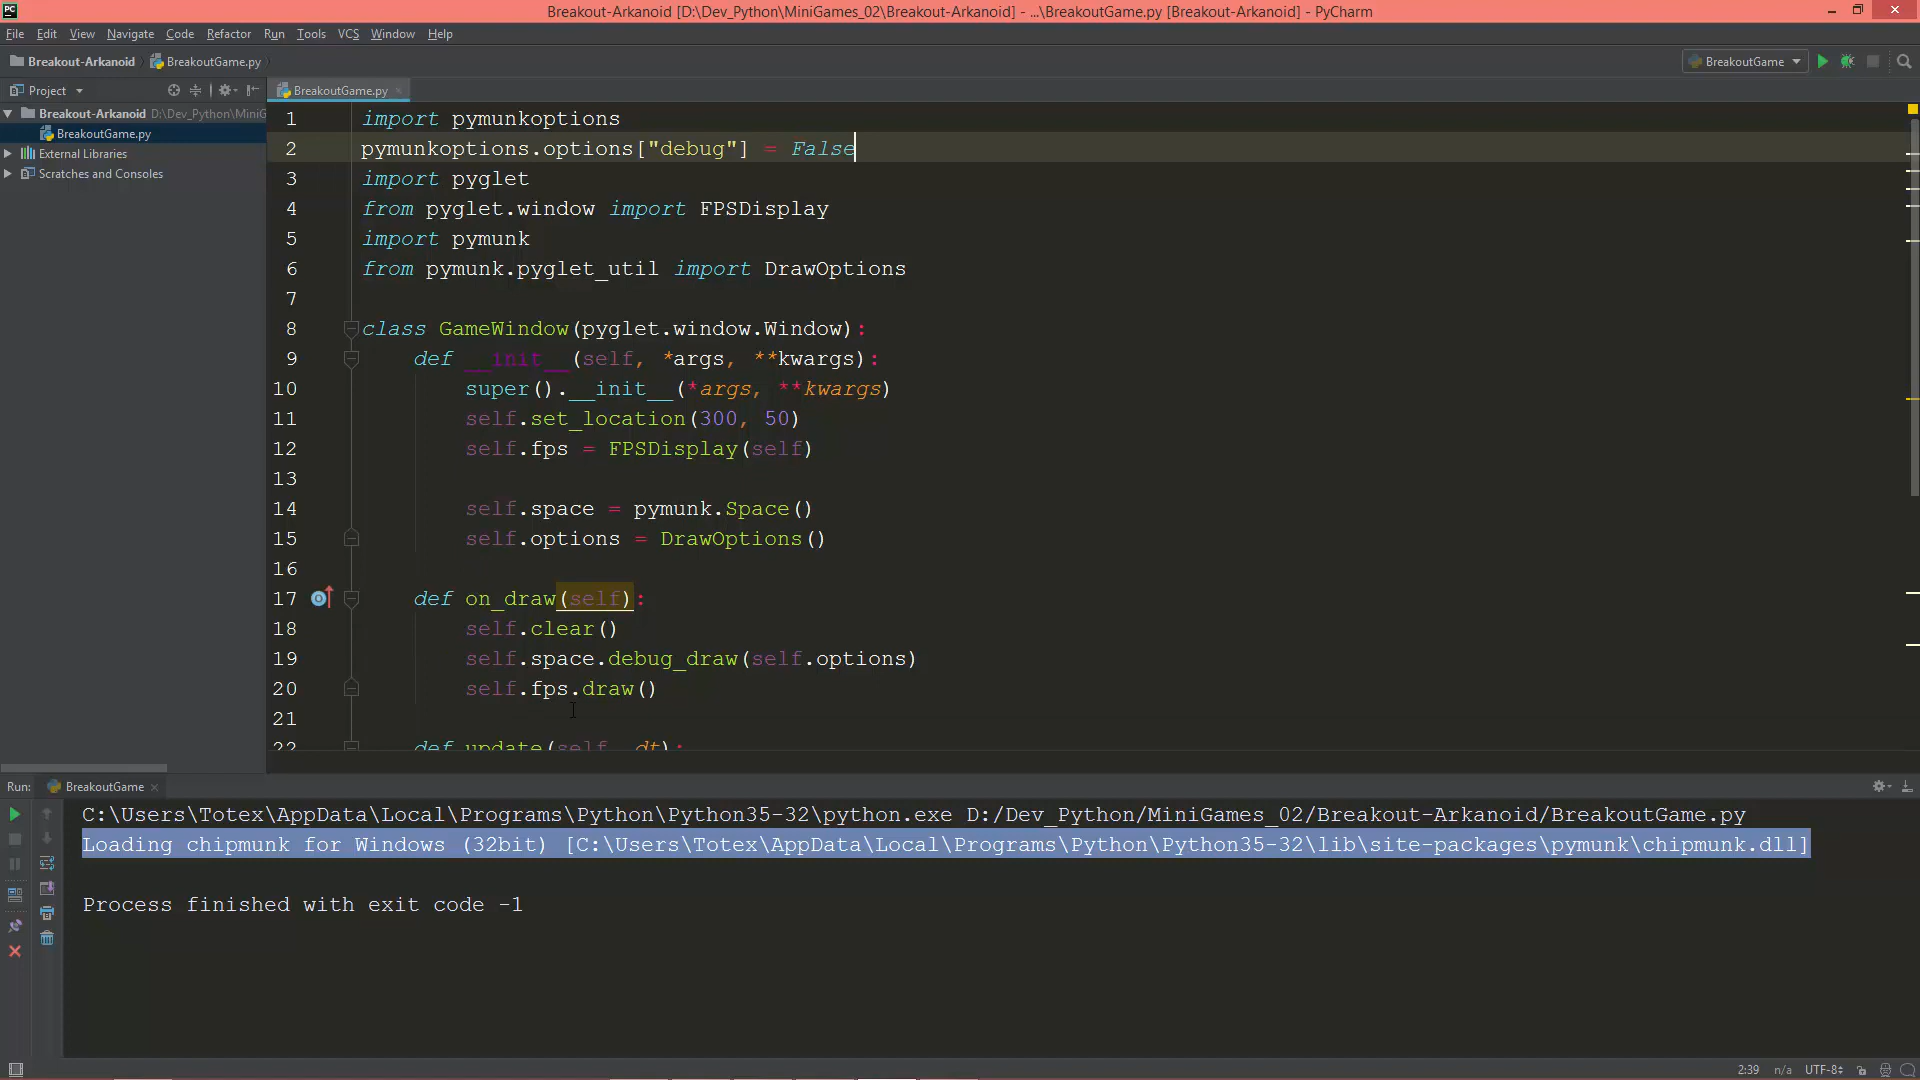 Breakout-Arkanoid [D:\Dev_Python\MiniGames_02\Breakout-Arkanoid] - ...\BreakoutGame.py [Breakout-Arkanoid] - PyCharm
File Edit View Navigate Code Refactor Run Tools VCS Window Help
Breakout-Arkanoid BreakoutGame.py BreakoutGame
Project BreakoutGame.py
Breakout-Arkanoid D:\Dev_Python\MiniG
BreakoutGame.py
External Libraries
Scratches and Consoles
1 import pymunkoptions
2 pymunkoptions.options["debug"] = False
3 import pyglet
4 from pyglet.window import FPSDisplay
5 import pymunk
6 from pymunk.pyglet_util import DrawOptions
7
8 class GameWindow(pyglet.window.Window):
9 def __init__(self, *args, **kwargs):
10 super().__init__(*args, **kwargs)
11 self.set_location(300, 50)
12 self.fps = FPSDisplay(self)
13
14 self.space = pymunk.Space()
15 self.options = DrawOptions()
16
17 def on_draw(self):
18 self.clear()
19 self.space.debug_draw(self.options)
20 self.fps.draw()
21
22 def update(self, dt):
Run: BreakoutGame
C:\Users\Totex\AppData\Local\Programs\Python\Python35-32\python.exe D:/Dev_Python/MiniGames_02/Breakout-Arkanoid/BreakoutGame.py
Loading chipmunk for Windows (32bit) [C:\Users\Totex\AppData\Local\Programs\Python\Python35-32\lib\site-packages\pymunk\chipmunk.dll]
Process finished with exit code -1
2:39 n/a UTF-8